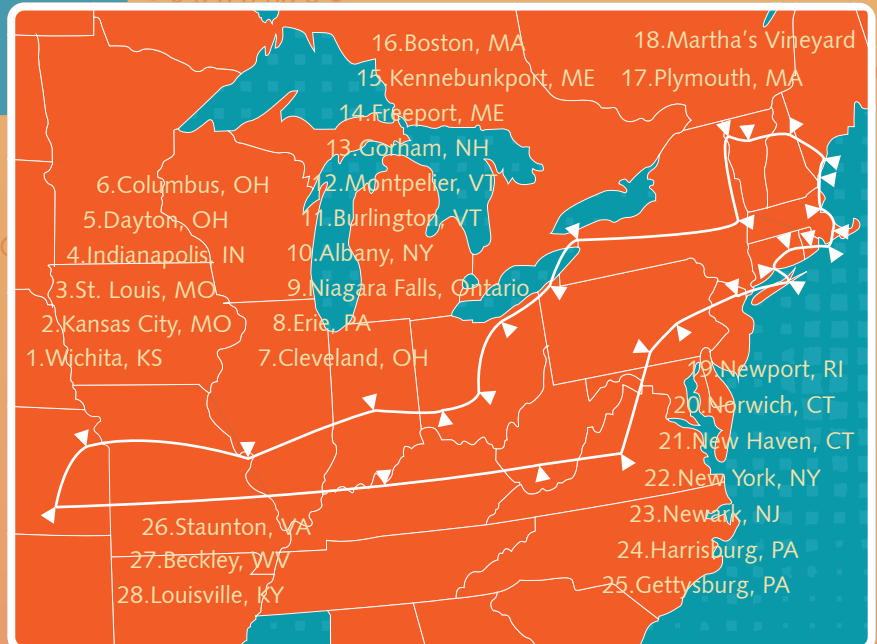 1.Wichita, KS
2.Kansas City, MO
3.St. Louis, MO
4.Indianapolis, IN
5.Dayton, OH
6.Columbus, OH
7.Cleveland, OH
8.Erie, PA
9.Niagara Falls, Ontario
10.Albany, NY
11.Burlington, VT
12.Montpelier, VT
13.Gorham, NH
14.Freeport, ME
15.Kennebunkport, ME
16.Boston, MA
17.Plymouth, MA
18.Martha's Vineyard
19.Newport, RI
20.Norwich, CT
21.New Haven, CT
22.New York, NY
23.Newark, NJ
24.Harrisburg, PA
25.Gettysburg, PA
26.Staunton, VA
27.Beckley, WV
28.Louisville, KY